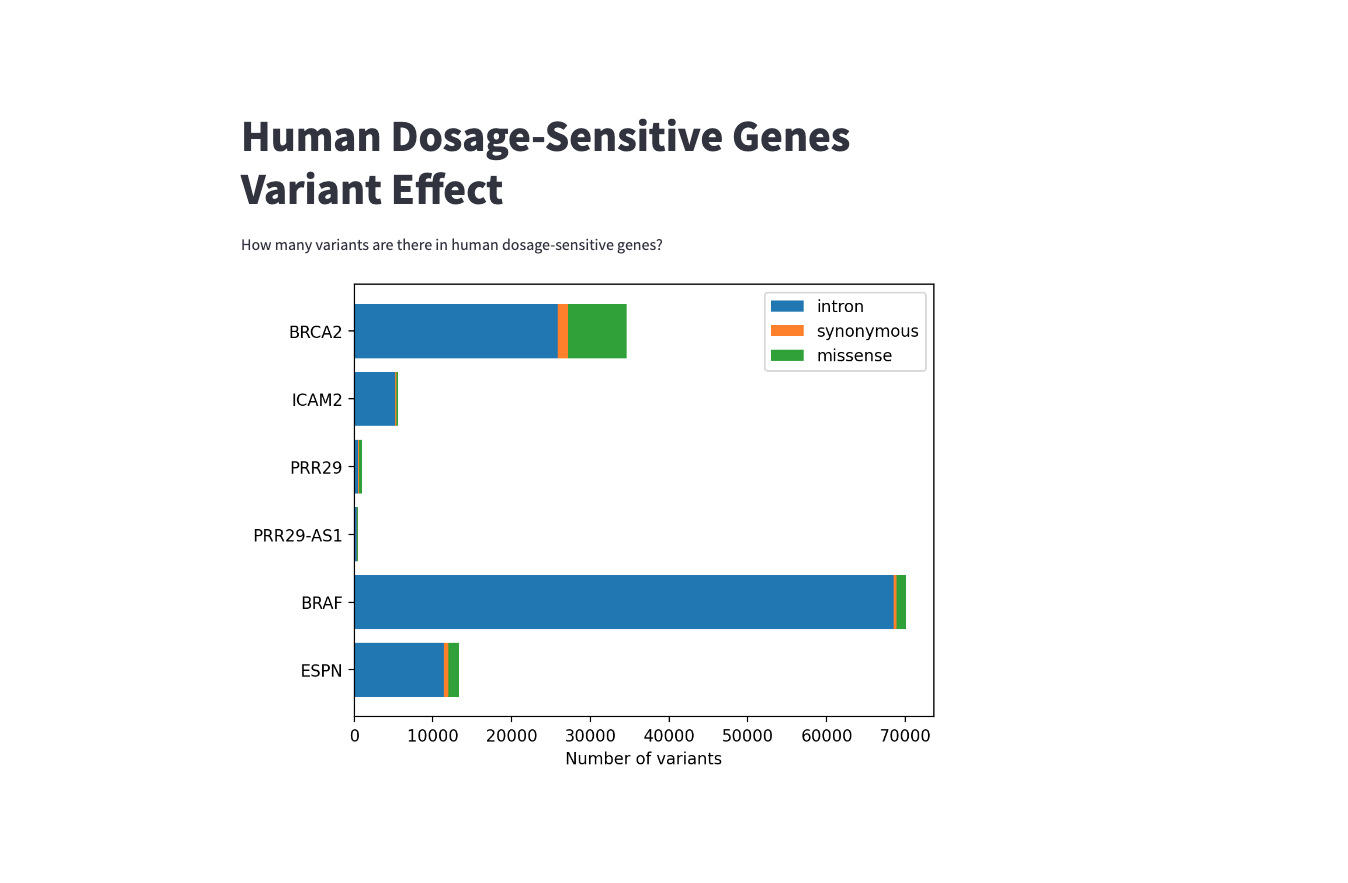 Human Dosage-Sensitive Genes
Variant Effect
How many variants are there in human dosage-sensitive genes?
intron
synonymous
missense
BRCA2
ICAM2
PRR29
PRR29-AS1
BRAF
ESPN
0 10000 20000 30000 40000 50000 60000 70000
Number of variants